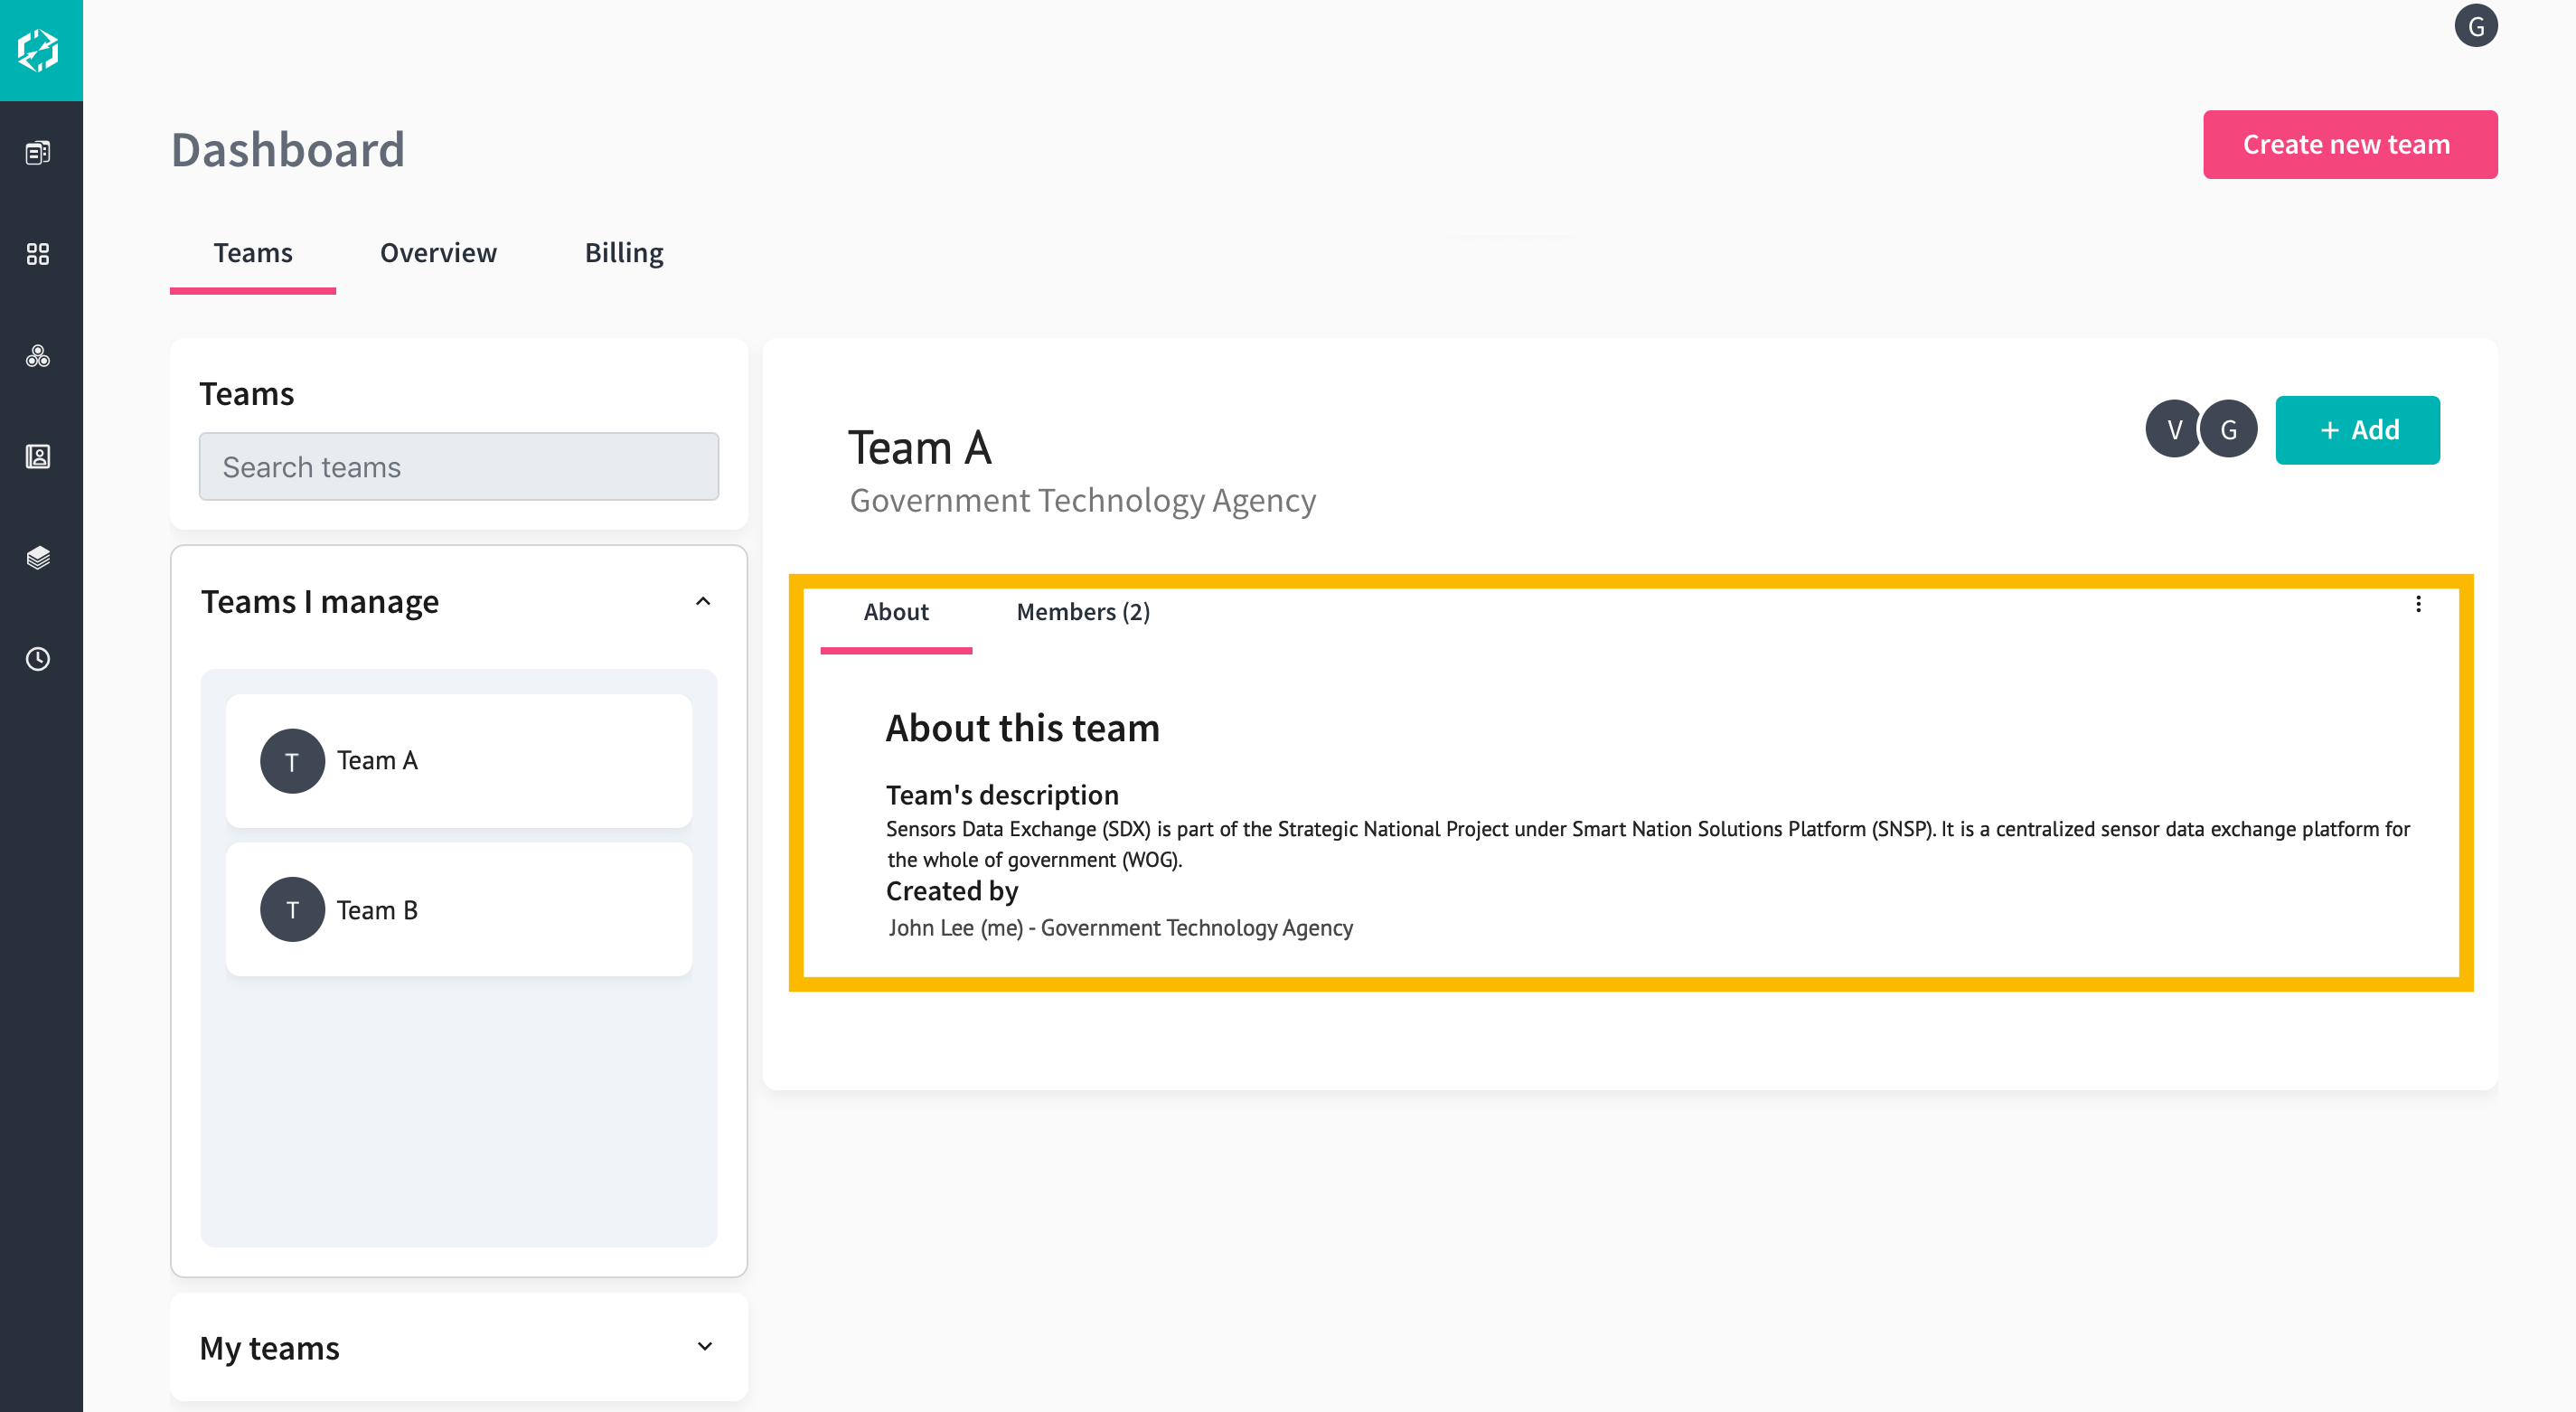 G
Dashboard
Create new team
Teams Overview Billing
Teams
Search teams
Teams I manage
T Team A
T Team B
My teams
Team A
Government Technology Agency
V G + Add
About Members (2)
About this team
Team's description
Sensors Data Exchange (SDX) is part of the Strategic National Project under Smart Nation Solutions Platform (SNSP). It is a centralized sensor data exchange platform for
the whole of government (WOG).
Created by
John Lee (me) - Government Technology Agency